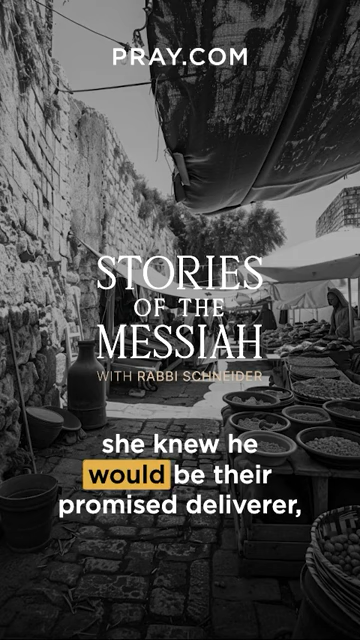 PRAY.COM
STORIES
OF THE
MESSIAH
WITH RABBI SCHNEIDER
she knew he
would be their
promised deliverer,